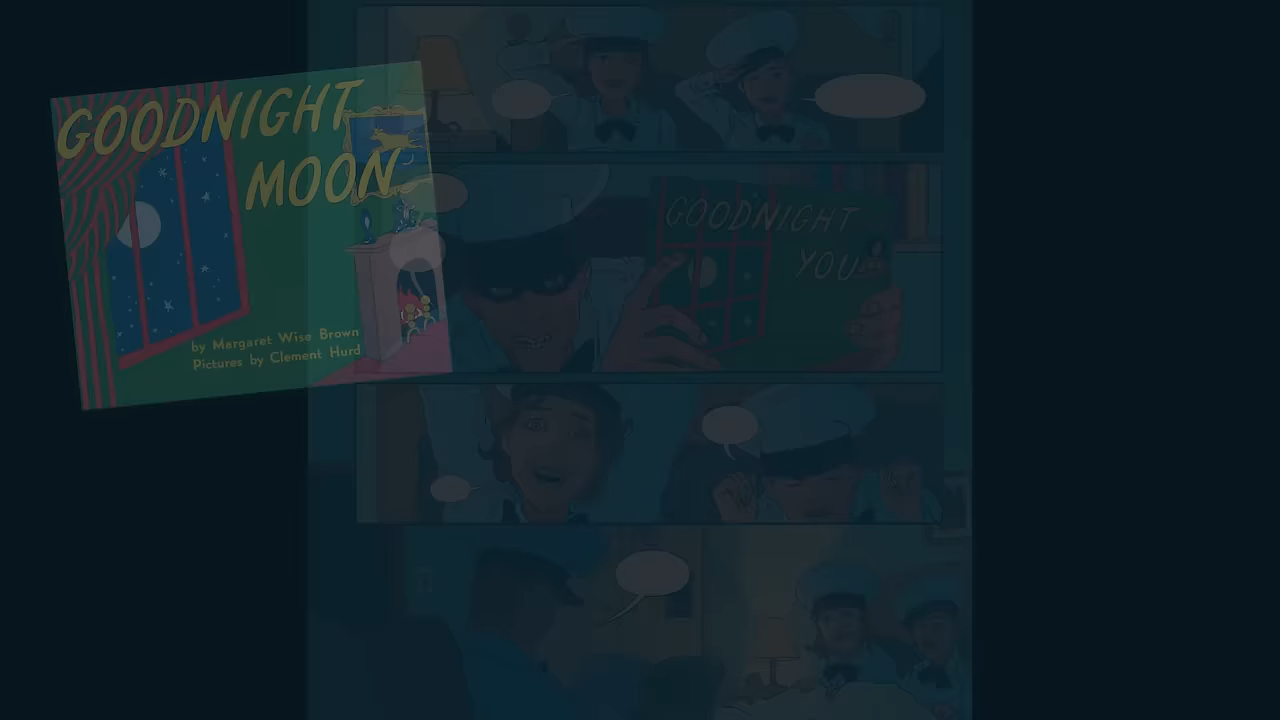 GOODNIGHT
MOON
by Margaret Wise Brown
Pictures by Clement Hurd
GOODNIGHT
YOU